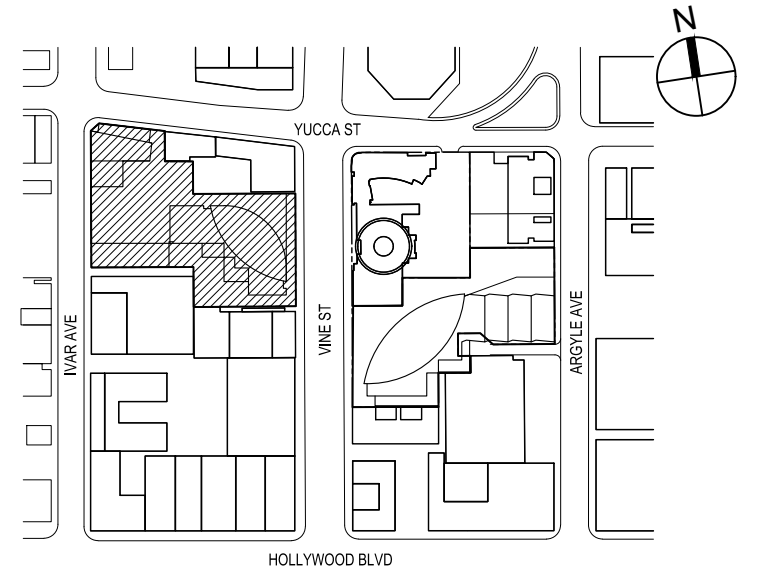 N
YUCCA ST
IVAR AVE
VINE ST
ARGYLE AVE
HOLLYWOOD BLVD